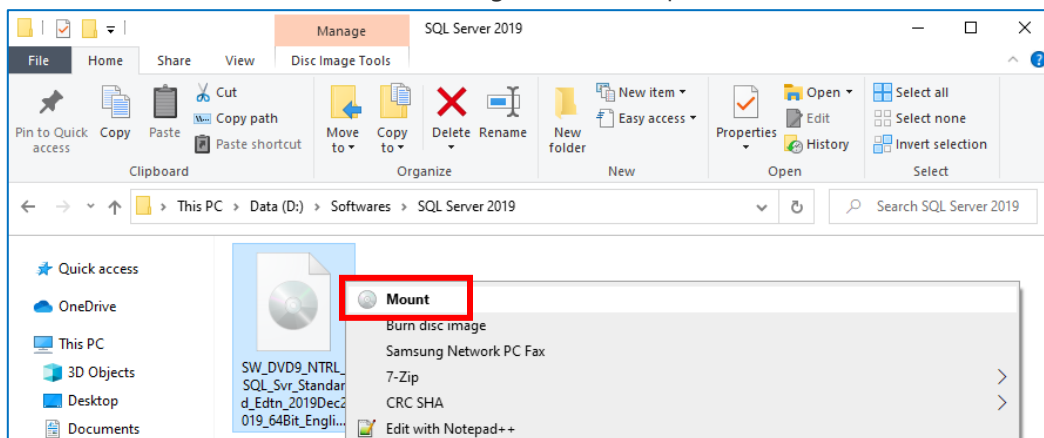 Manage
SQL Server 2019
File
Home
Share
View
Disc Image Tools
Pin to Quick access
Copy
Paste
Cut
Copy path
Paste shortcut
Clipboard
Move to
Copy to
Delete
Rename
Organize
New folder
New item
Easy access
New
Properties
Open
Edit
History
Open
Select all
Select none
Invert selection
Select
This PC > Data (D:) > Softwares > SQL Server 2019
Search SQL Server 2019
Quick access
OneDrive
This PC
3D Objects
Desktop
Documents
SW_DVD9_NTRL_
SQL_Svr_Standar
d_Edtn_2019Dec2
019_64Bit_Engli...
Mount
Burn disc image
Samsung Network PC Fax
7-Zip
CRC SHA
Edit with Notepad++